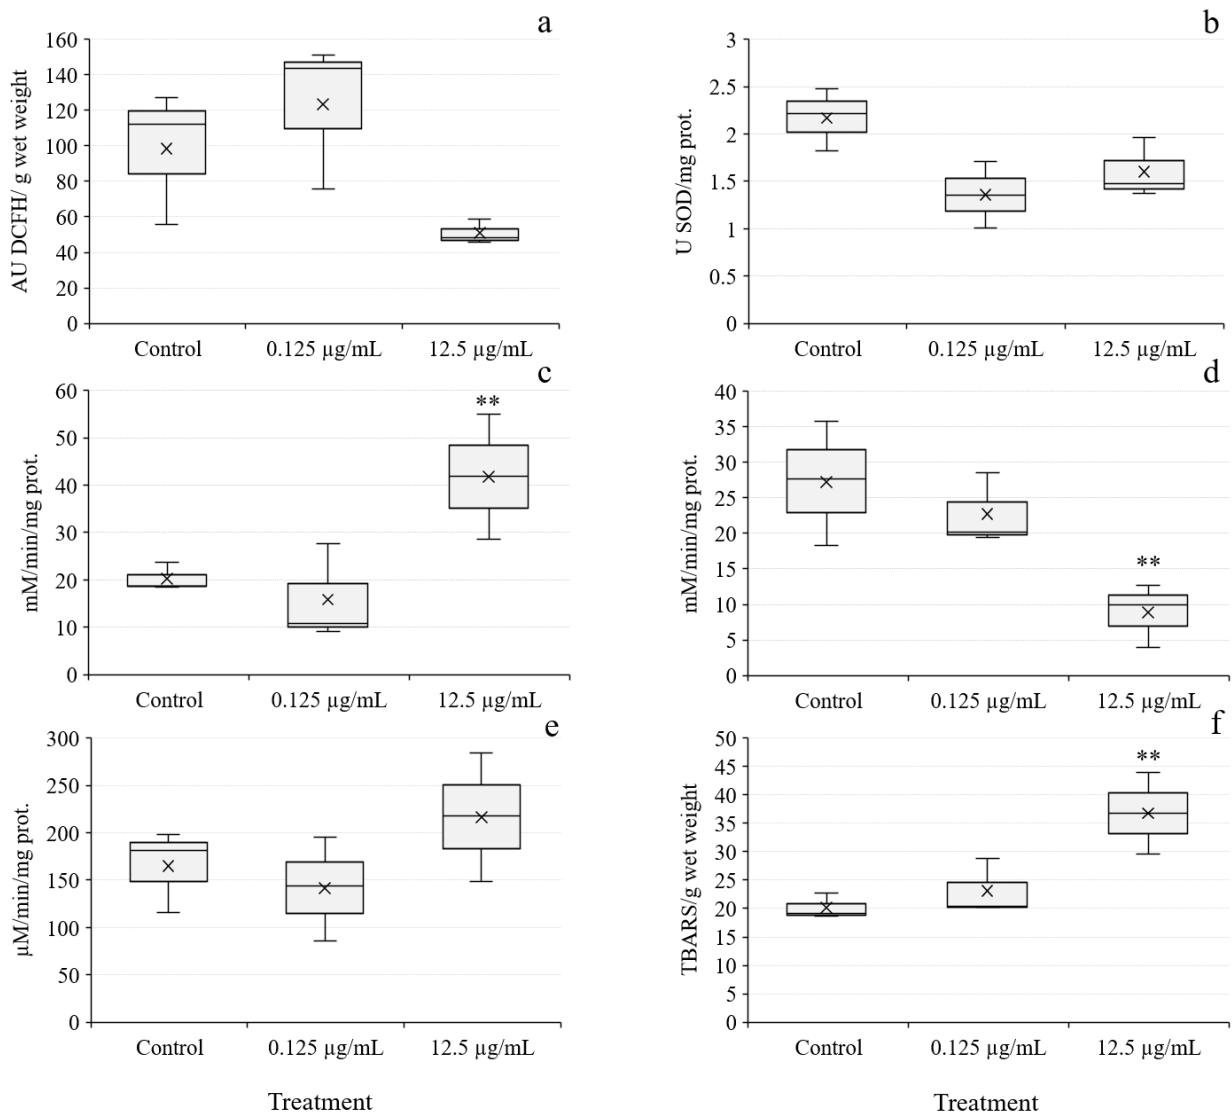 a
160
140
120
100
80
60
40
20
0
AU DCFH/ g wet weight
Control 0.125 µg/mL 12.5 µg/mL
b
3
2.5
2
1.5
1
0.5
0
U SOD/mg prot.
Control 0.125 µg/mL 12.5 µg/mL
c
60
50
40
30
20
10
0
mM/min/mg prot.
**
Control 0.125 µg/mL 12.5 µg/mL
d
40
35
30
25
20
15
10
5
0
mM/min/mg prot.
**
Control 0.125 µg/mL 12.5 µg/mL
e
300
250
200
150
100
50
0
µM/min/mg prot.
Control 0.125 µg/mL 12.5 µg/mL
Treatment
f
50
45
40
35
30
25
20
15
10
5
0
TBARS/g wet weight
**
Control 0.125 µg/mL 12.5 µg/mL
Treatment